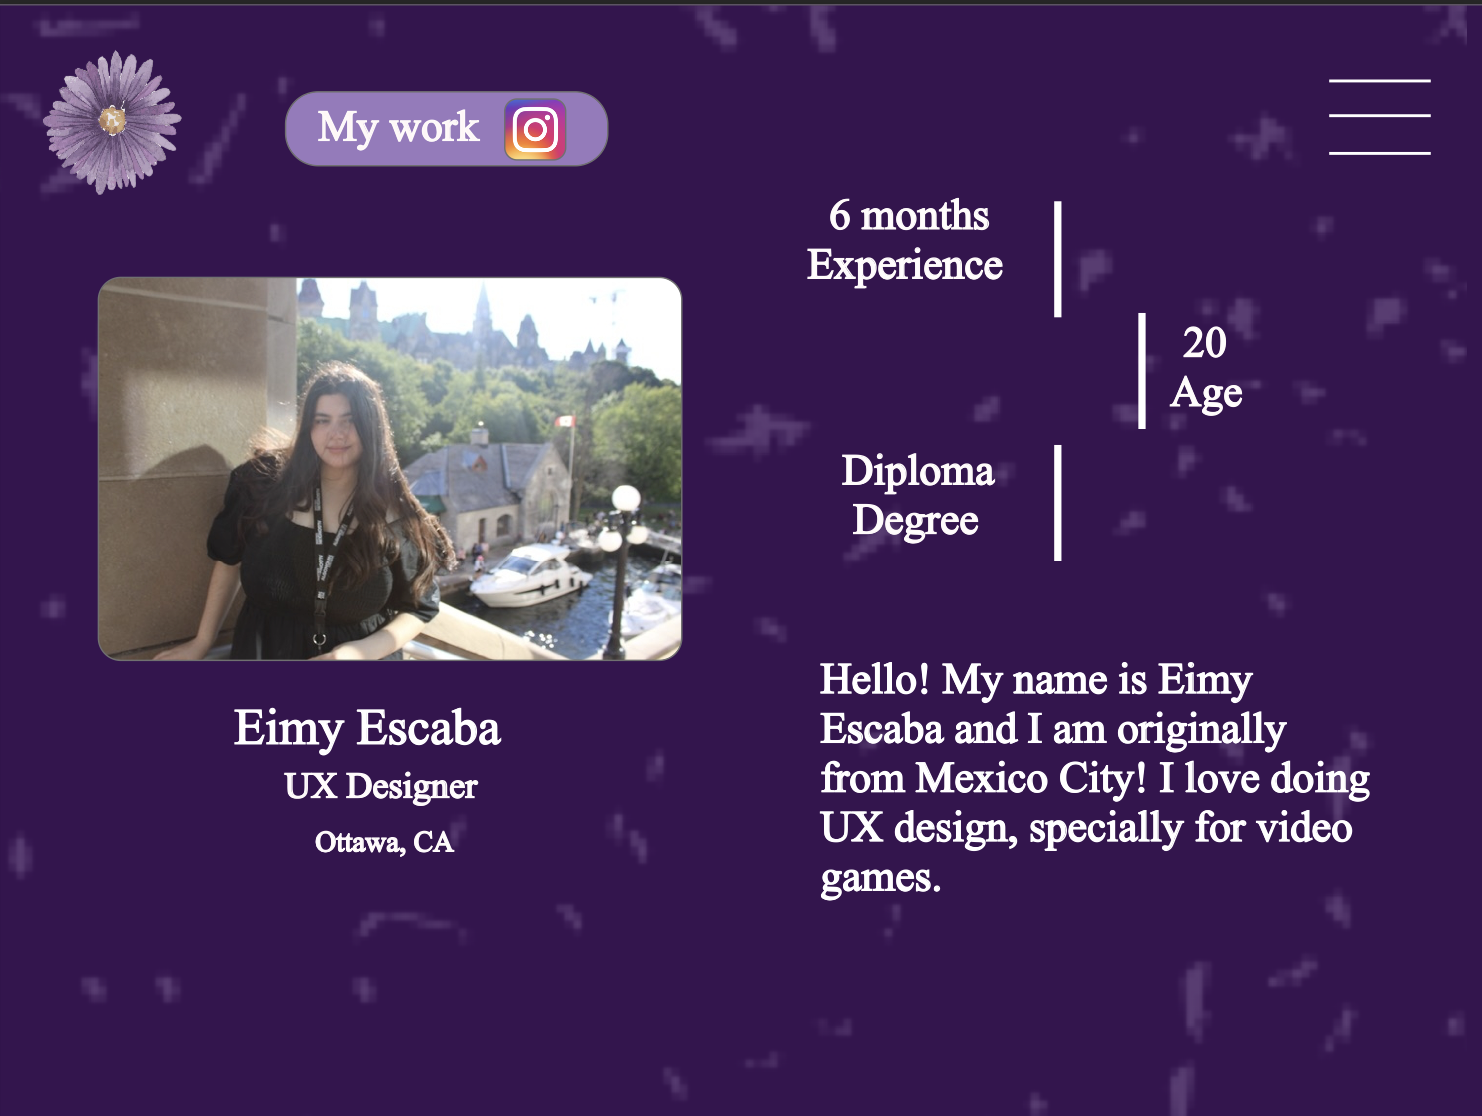 My work
6 months
Experience
20
Age
Diploma
Degree
Eimy Escaba
UX Designer
Ottawa, CA
Hello! My name is Eimy
Escaba and I am originally
from Mexico City! I love doing
UX design, specially for video
games.